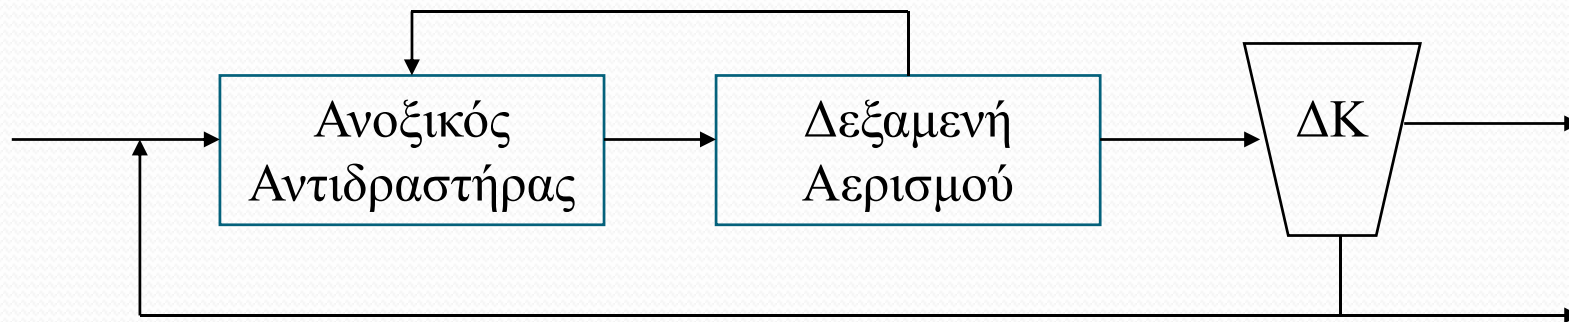 Ανοξικός
Αντιδραστήρας
Δεξαμενή
Αερισμού
ΔΚ